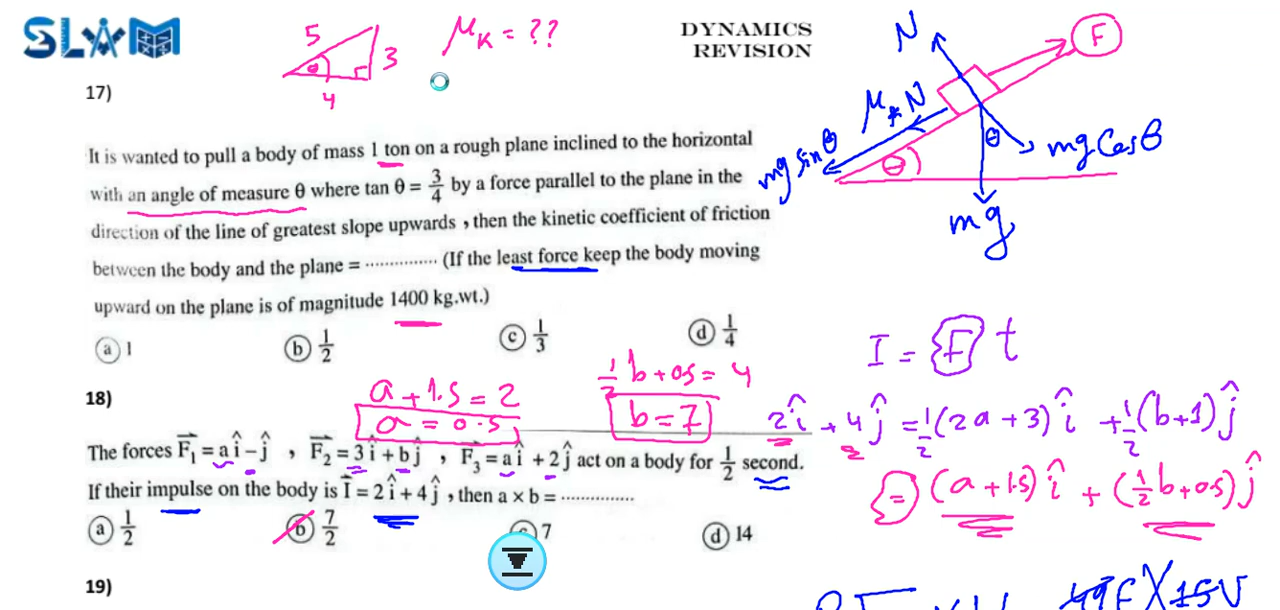 SLAM
DYNAMICS
REVISION
5
3
θ
4
μK = ??
N
F
μK N
mg sinθ
θ
θ
mg Cosθ
mg
17)
It is wanted to pull a body of mass 1 ton on a rough plane inclined to the horizontal
with an angle of measure θ where tan θ = 3/4 by a force parallel to the plane in the
direction of the line of greatest slope upwards , then the kinetic coefficient of friction
between the body and the plane = ............... (If the least force keep the body moving
upward on the plane is of magnitude 1400 kg.wt.)
ⓐ 1 ⓑ 1/2 ⓒ 1/3 ⓓ 1/4
I = F t
a + 1.5 = 2
a = 0.5
1/2 b + 0.5 = 4
b = 7
2î + 4ĵ = 1/2 (2a + 3) î + 1/2 (b+1) ĵ
= (a + 1.5) î + (1/2 b + 0.5) ĵ
18)
The forces F₁ = a î − ĵ , F₂ = 3 î + b ĵ , F₃ = a î + 2 ĵ act on a body for 1/2 second.
If their impulse on the body is I = 2 î + 4 ĵ , then a × b = ...............
ⓐ 1/2 ⓑ 7/2 ⓒ 7 ⓓ 14
19)